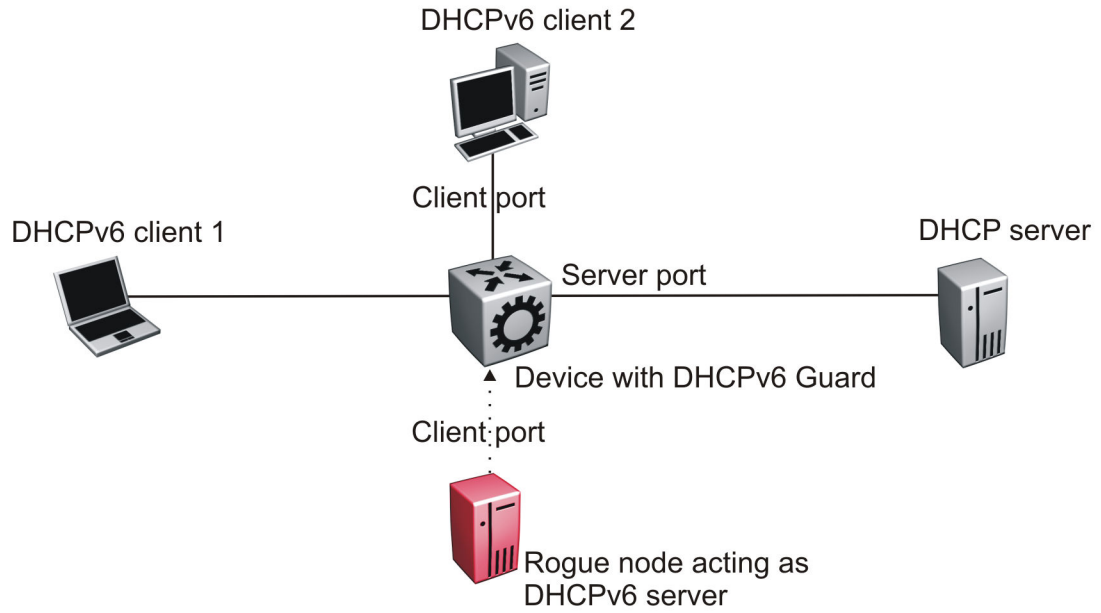 DHCPv6 client 2
Client port
DHCPv6 client 1
DHCP server
Server port
Device with DHCPv6 Guard
Client port
Rogue node acting as
DHCPv6 server